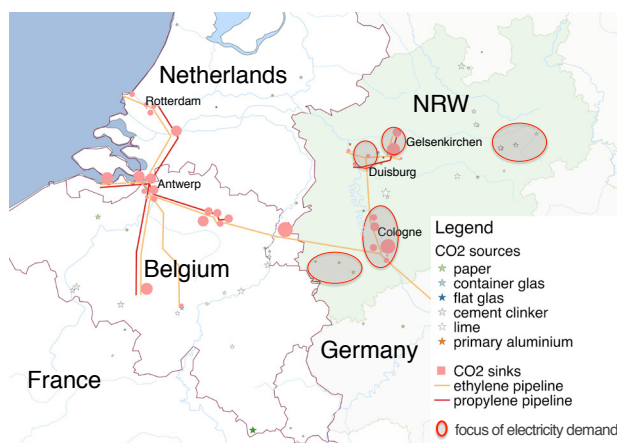 Netherlands
Rotterdam
NRW
Gelsenkirchen
Duisburg
Antwerp
Cologne
Belgium
Germany
France
Legend
CO2 sources
paper
container glas
flat glas
cement clinker
lime
primary aluminium
CO2 sinks
ethylene pipeline
propylene pipeline
focus of electricity demand